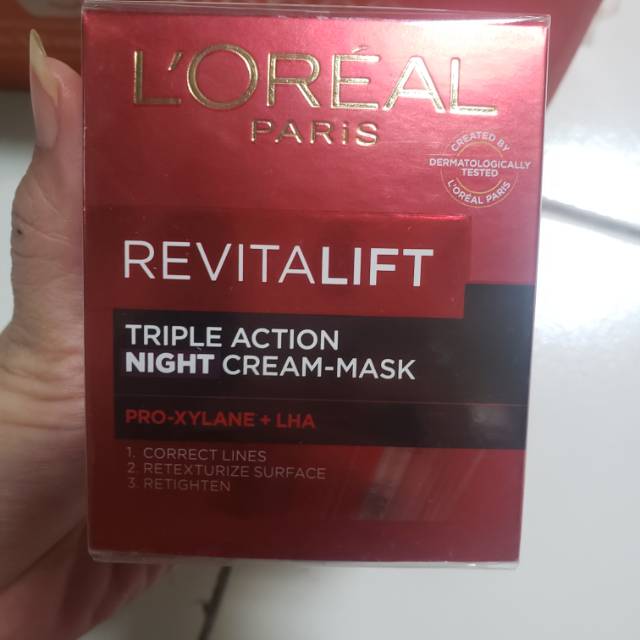 L'ORÉAL
PARIS
CREATED BY
DERMATOLOGICALLY
TESTED
L'ORÉAL PARIS
REVITALIFT
TRIPLE ACTION
NIGHT CREAM-MASK
PRO-XYLANE + LHA
1. CORRECT LINES
2. RETEXTURIZE SURFACE
3. RETIGHTEN